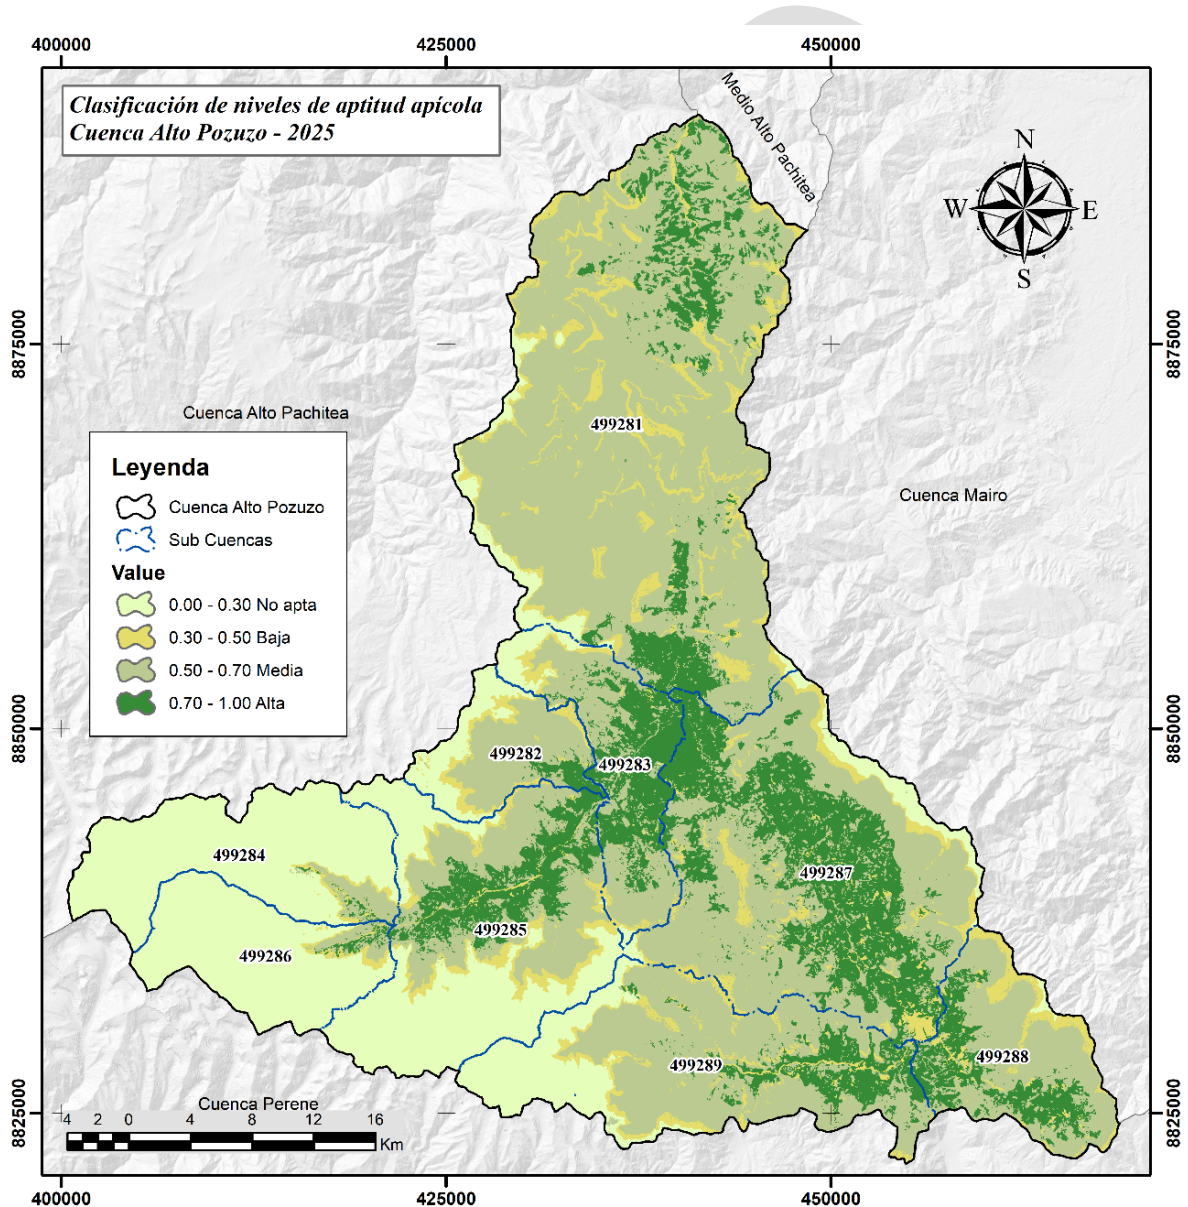 400000
425000
450000
Clasificación de niveles de aptitud apícola
Cuenca Alto Pozuzo - 2025
Medio Alto Pachitea
N
W
E
S
8875000
8875000
Cuenca Alto Pachitea
499281
Cuenca Mairo
Leyenda
Cuenca Alto Pozuzo
Sub Cuencas
Value
0.00 - 0.30 No apta
0.30 - 0.50 Baja
0.50 - 0.70 Media
0.70 - 1.00 Alta
8850000
8850000
499282
499283
499284
499287
499285
499286
499288
499289
Cuenca Perene
4 2 0 4 8 12 16
Km
8825000
8825000
400000
425000
450000